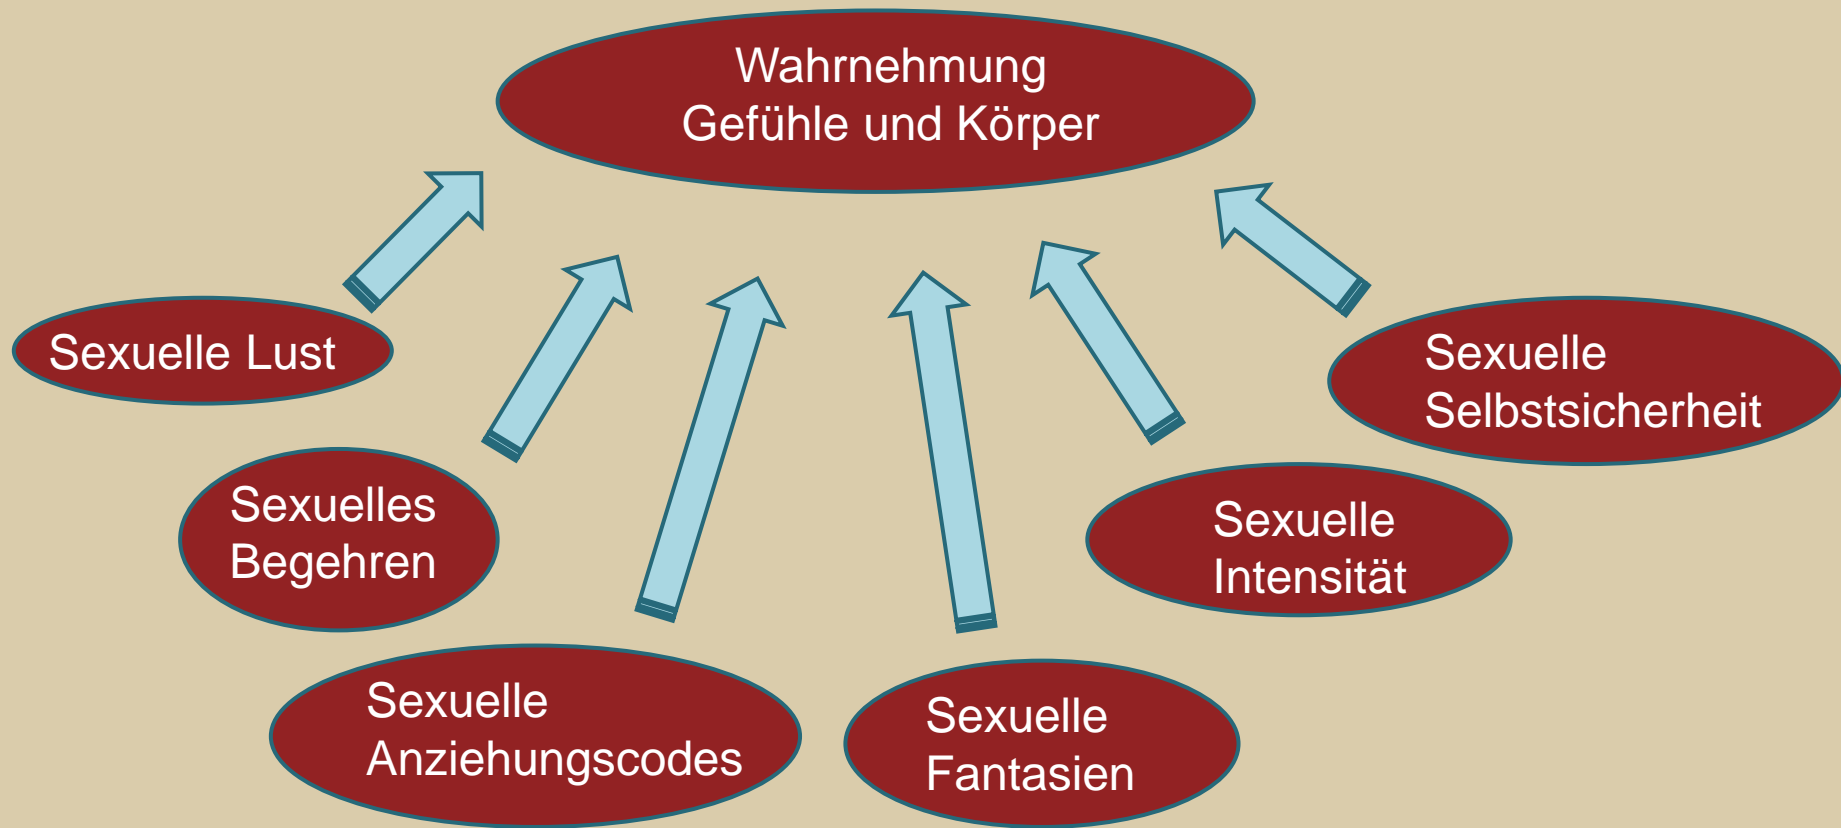 Wahrnehmung
Gefühle und Körper
Sexuelle Lust
Sexuelles
Begehren
Sexuelle
Anziehungscodes
Sexuelle
Fantasien
Sexuelle
Intensität
Sexuelle
Selbstsicherheit